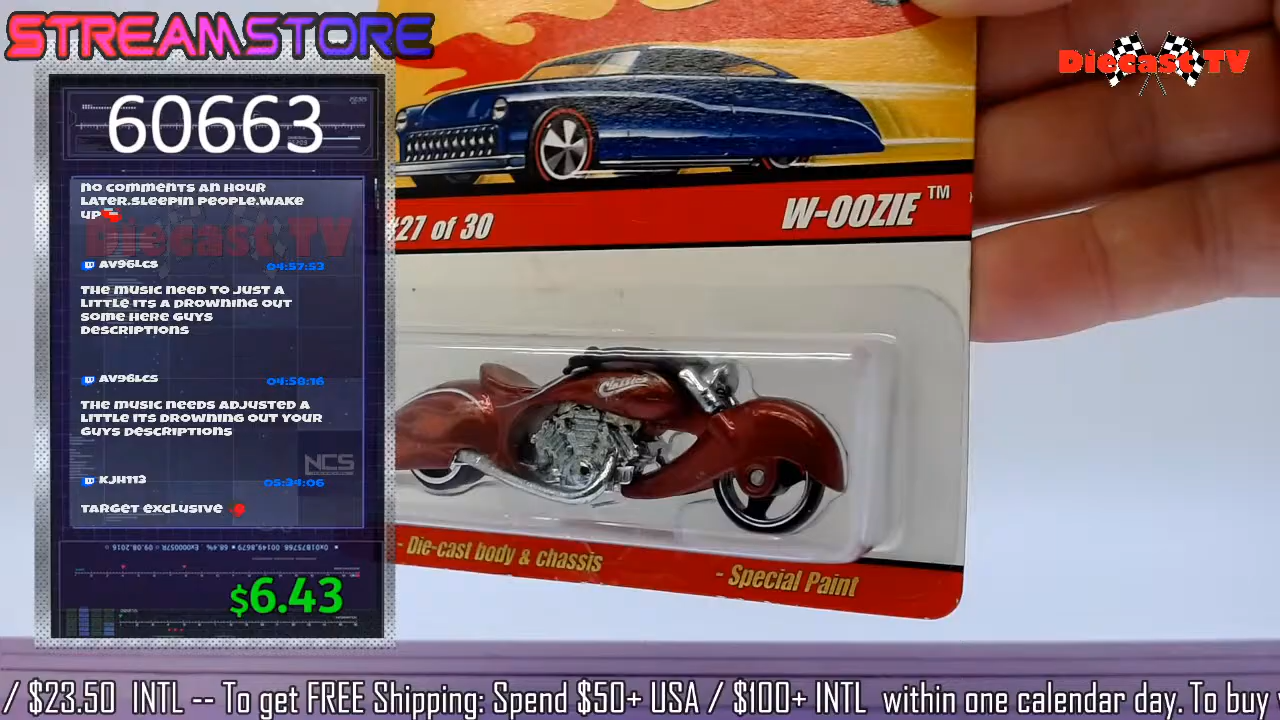 STREAMSTORE
Diecast TV
60663
NO COMMENTS AN HOUR
LATER.SLEEPIN PEOPLE.WAKE
UP
Diecast TV
AV96LCS 04:57:53
THE MUSIC NEED TO JUST A
LITTLE ITS A DROWNING OUT
SOME HERE GUYS
DESCRIPTIONS
AV96LCS 04:58:16
THE MUSIC NEEDS ADJUSTED A
LITTLE ITS DROWNING OUT YOUR
GUYS DESCRIPTIONS
NCS
KJH113 05:34:06
TARGET EXCLUSIVE
$6.43
W-OOZIE™
#27 of 30
Classics
- Die-cast body & chassis
- Special Paint
/ $23.50 INTL -- To get FREE Shipping: Spend $50+ USA / $100+ INTL within one calendar day. To buy